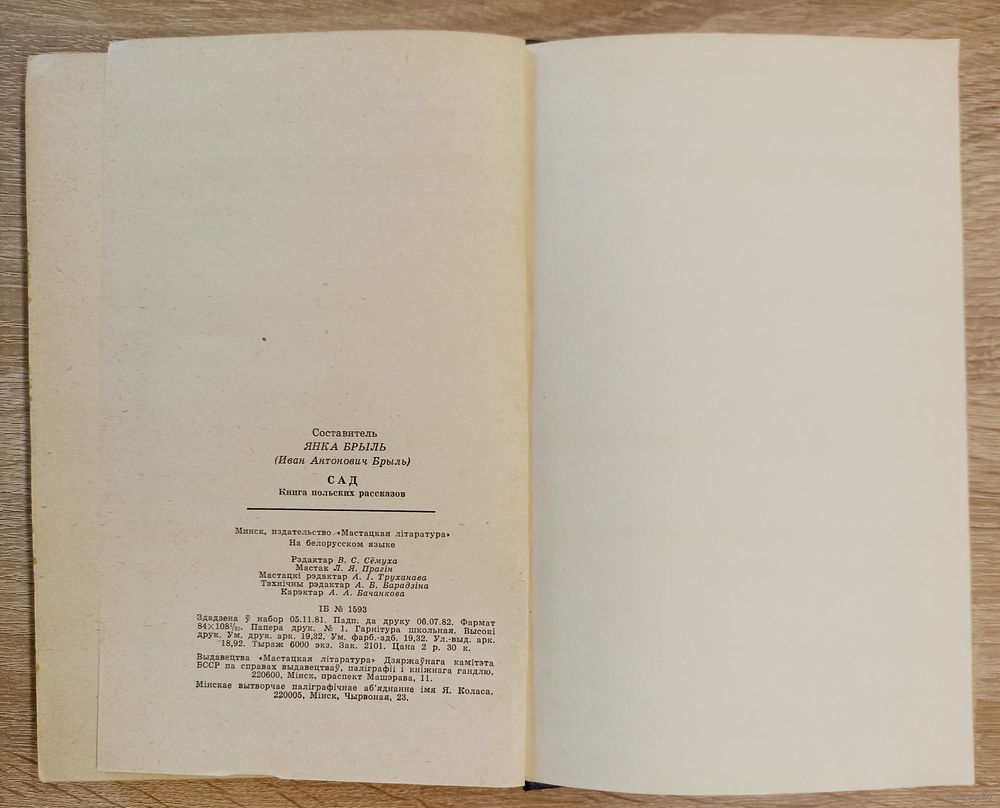 Составитель
ЯНКА БРЫЛЬ
(Иван Антонович Брыль)
САД
Книга польских рассказов
Минск, издательство «Мастацкая літаратура»
На белорусском языке
Рэдактар В. С. Сёмуха
Мастак Л. Я. Прагін
Мастацкі рэдактар А. І. Труханава
Тэхнічны рэдактар А. Б. Барадзіна
Карэктар А. А. Бачанкова
ІБ № 1593
Здадзена ў набор 05.11.81. Падп. да друку 06.07.82. Фармат
84×108¹/₃₂. Папера друк. № 1. Гарнітура школьная. Высокі
друк. Ум. друк. арк. 19,32. Ум. фарб.-адб. 19,32. Ул.-выд. арк.
18,92. Тыраж 6000 экз. Зак. 2101. Цана 2 р. 30 к.
Выдавецтва «Мастацкая літаратура» Дзяржаўнага камітэта
БССР па справах выдавецтваў, паліграфіі і кніжнага гандлю.
220600, Мінск, праспект Машэрава, 11.
Мінскае вытворчае паліграфічнае аб'яднанне імя Я. Коласа.
220005, Мінск, Чырвоная, 23.